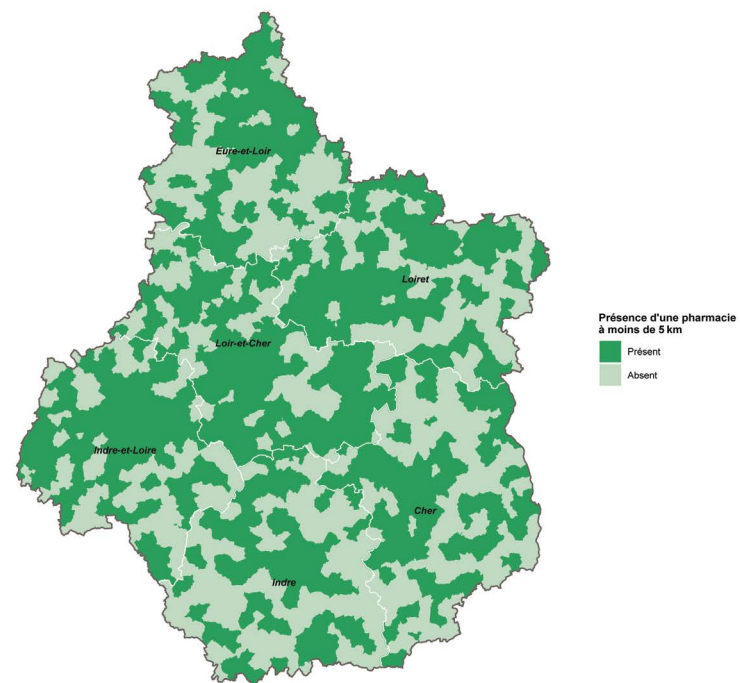 Eure-et-Loir
Loiret
Présence d'une pharmacie
à moins de 5 km
Présent
Absent
Loir-et-Cher
Indre-et-Loire
Cher
Indre